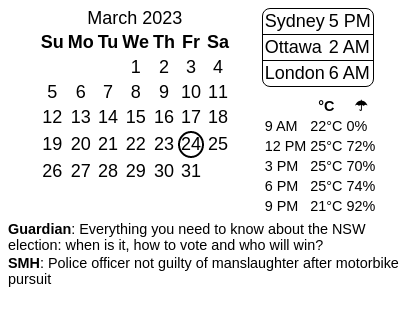 March 2023
Su Mo Tu We Th Fr Sa
1 2 3 4
5 6 7 8 9 10 11
12 13 14 15 16 17 18
19 20 21 22 23 24 25
26 27 28 29 30 31
Sydney 5 PM
Ottawa 2 AM
London 6 AM
°C ☂
9 AM 22°C 0%
12 PM 25°C 72%
3 PM 25°C 70%
6 PM 25°C 74%
9 PM 21°C 92%
Guardian: Everything you need to know about the NSW
election: when is it, how to vote and who will win?
SMH: Police officer not guilty of manslaughter after motorbike
pursuit